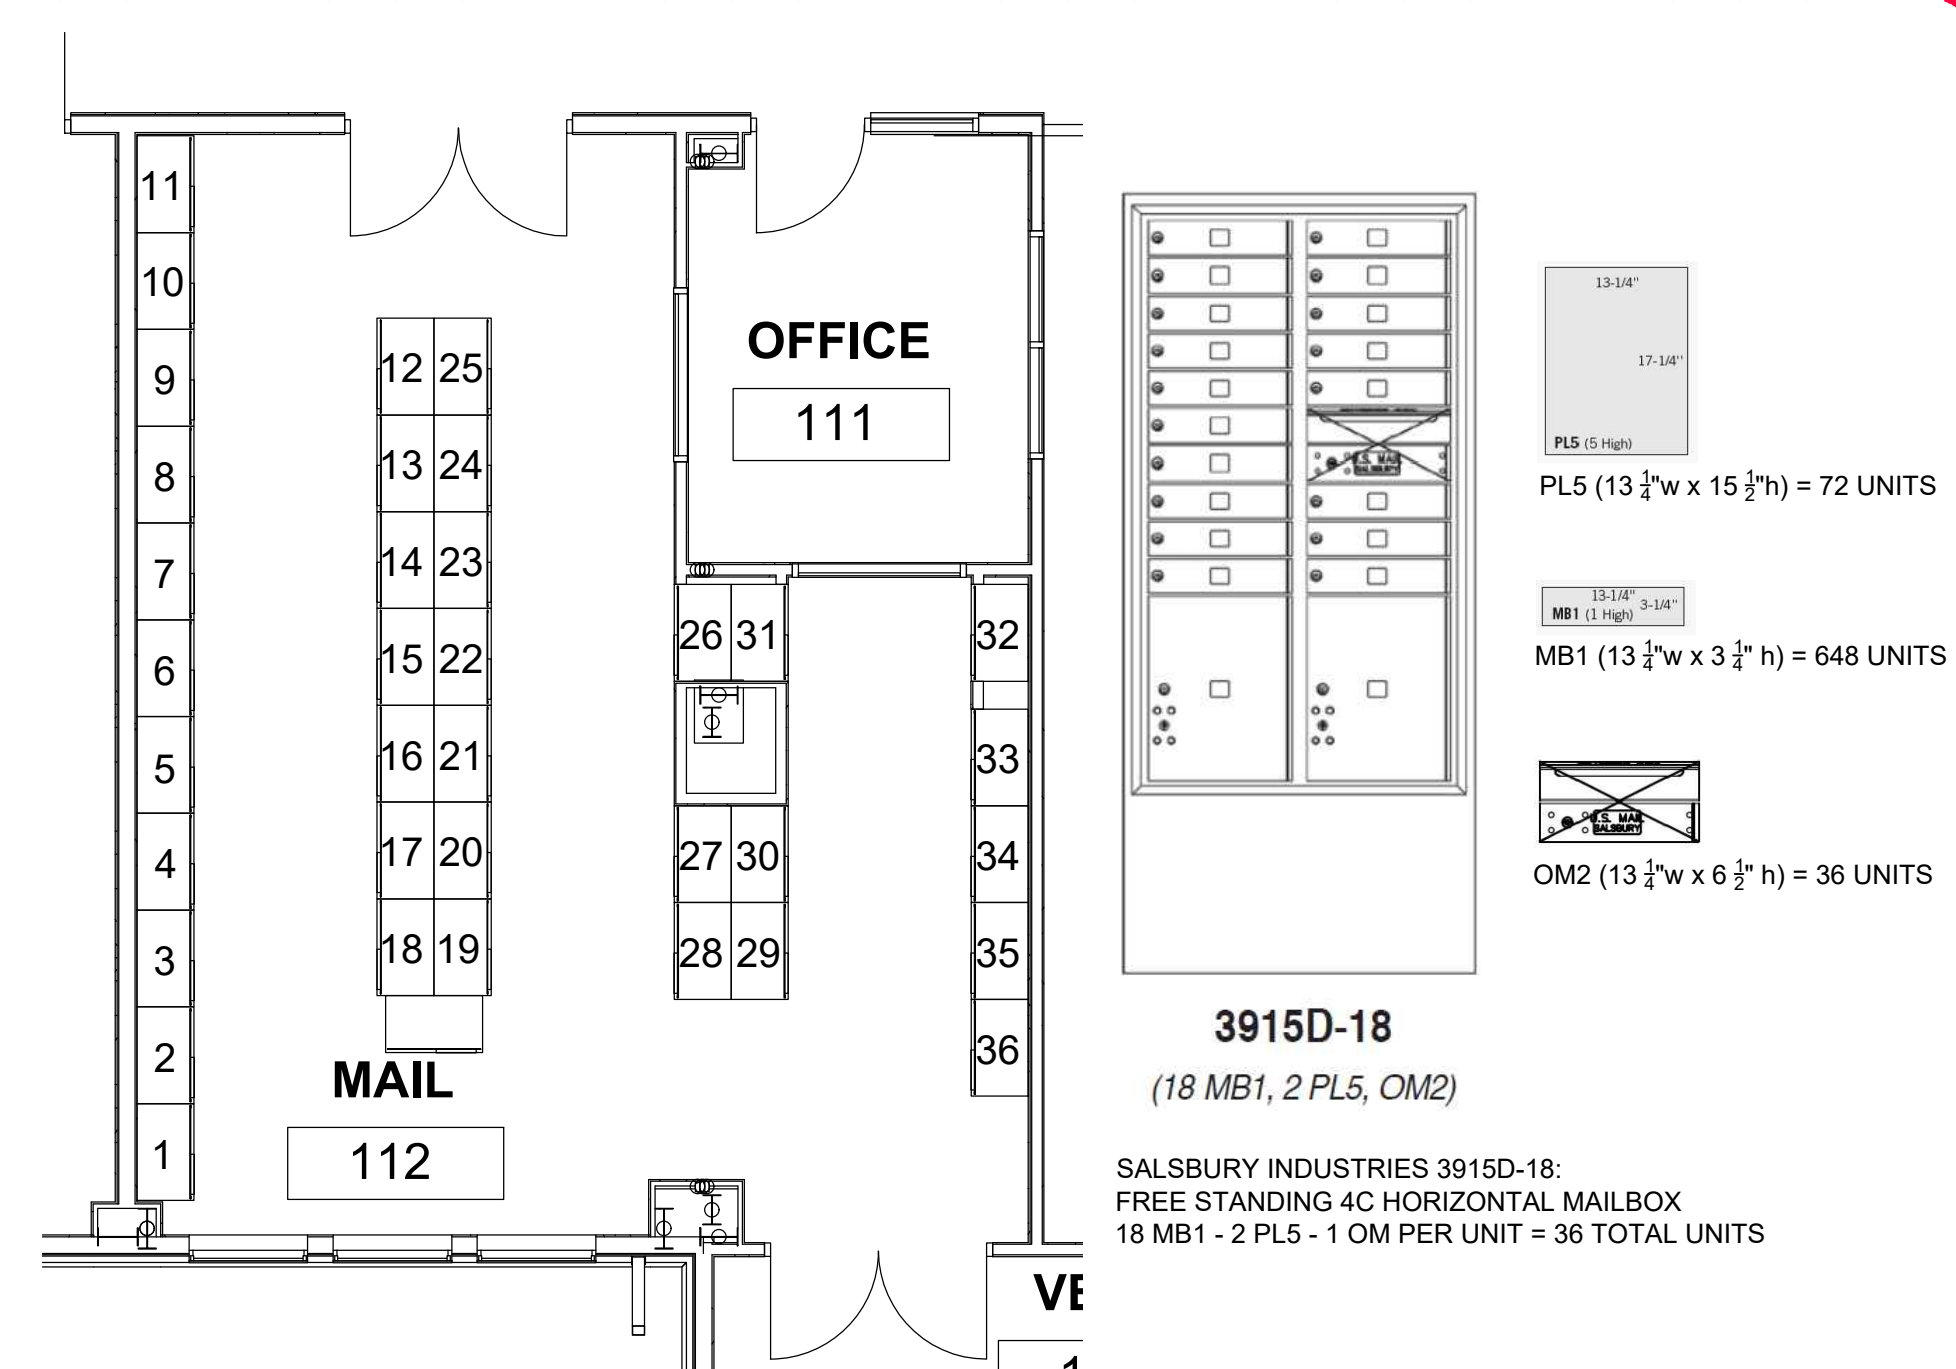 11
10
9
8
7
6
5
4
3
2
1
12 25
13 24
14 23
15 22
16 21
17 20
18 19
MAIL
112
OFFICE
111
26 31
27 30
28 29
32
33
34
35
36
VE
1
U.S. MAIL
SALSBURY
3915D-18
(18 MB1, 2 PL5, OM2)
SALSBURY INDUSTRIES 3915D-18:
FREE STANDING 4C HORIZONTAL MAILBOX
18 MB1 - 2 PL5 - 1 OM PER UNIT = 36 TOTAL UNITS
13-1/4"
17-1/4"
PL5 (5 High)
PL5 (13 1/4"w x 15 1/2"h) = 72 UNITS
13-1/4"
3-1/4"
MB1 (1 High)
MB1 (13 1/4"w x 3 1/4" h) = 648 UNITS
U.S. MAIL
SALSBURY
OM2 (13 1/4"w x 6 1/2" h) = 36 UNITS